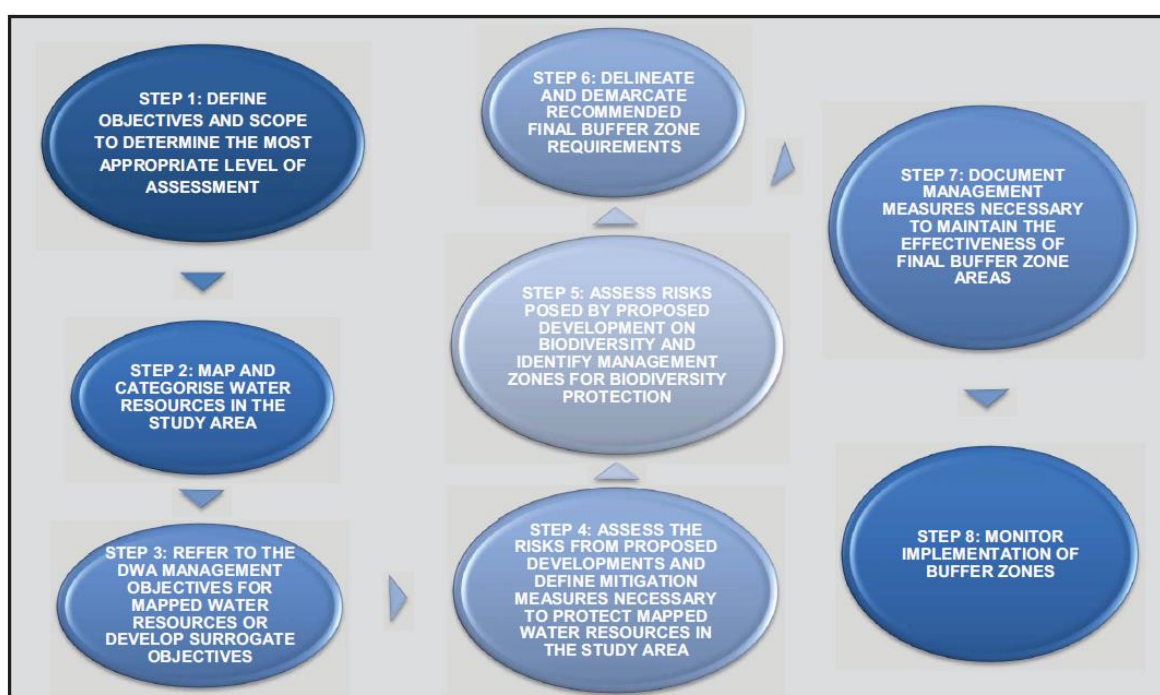 STEP 1: DEFINE
OBJECTIVES AND SCOPE
TO DETERMINE THE MOST
APPROPRIATE LEVEL OF
ASSESSMENT
STEP 2: MAP AND
CATEGORISE WATER
RESOURCES IN THE
STUDY AREA
STEP 3: REFER TO THE
DWA MANAGEMENT
OBJECTIVES FOR
MAPPED WATER
RESOURCES OR
DEVELOP SURROGATE
OBJECTIVES
STEP 4: ASSESS THE
RISKS FROM PROPOSED
DEVELOPMENTS AND
DEFINE MITIGATION
MEASURES NECESSARY
TO PROTECT MAPPED
WATER RESOURCES IN
THE STUDY AREA
STEP 5: ASSESS RISKS
POSED BY PROPOSED
DEVELOPMENT ON
BIODIVERSITY AND
IDENTIFY MANAGEMENT
ZONES FOR BIODIVERSITY
PROTECTION
STEP 6: DELINEATE
AND DEMARCATE
RECOMMENDED
FINAL BUFFER ZONE
REQUIREMENTS
STEP 7: DOCUMENT
MANAGEMENT
MEASURES NECESSARY
TO MAINTAIN THE
EFFECTIVENESS OF
FINAL BUFFER ZONE
AREAS
STEP 8: MONITOR
IMPLEMENTATION OF
BUFFER ZONES